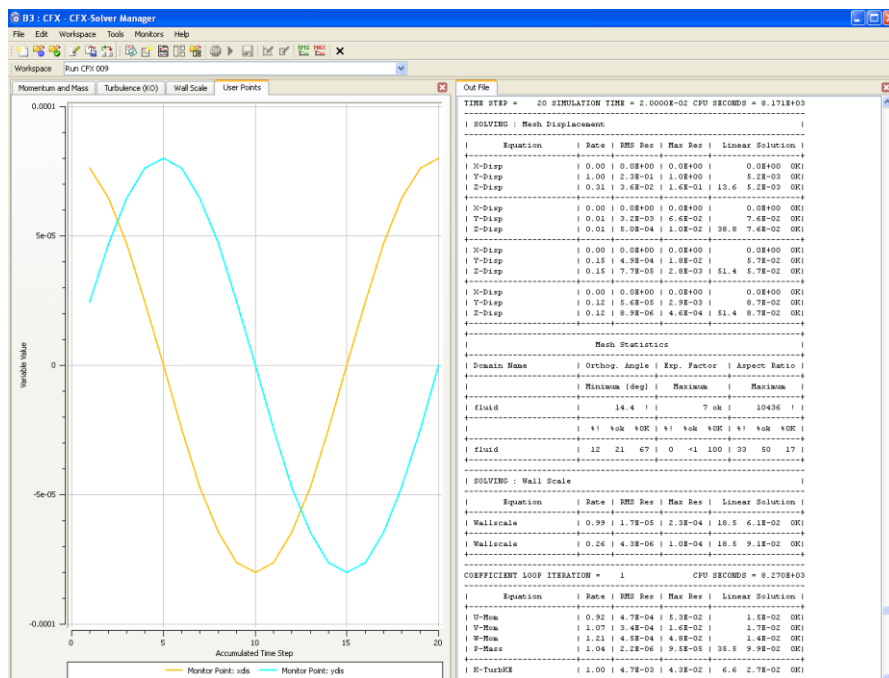 B3 : CFX - CFX-Solver Manager
File Edit Workspace Tools Monitors Help
Workspace Run CFX 009
Momentum and Mass Turbulence (KO) Wall Scale User Points
Out File
0.0001
5e-05
0
-5e-05
-0.0001
Variable Value
0 5 10 15 20
Accumulated Time Step
Monitor Point: xdis Monitor Point: ydis
TIME STEP = 20 SIMULATION TIME = 2.0000E-02 CPU SECONDS = 8.171E+03
| SOLVING : Mesh Displacement |
| Equation | Rate | RMS Res | Max Res | Linear Solution |
| X-Disp | 0.00 | 0.0E+00 | 0.0E+00 | 0.0E+00 OK|
| Y-Disp | 1.00 | 2.3E-01 | 1.0E+00 | 5.2E-03 OK|
| Z-Disp | 0.31 | 3.6E-02 | 1.6E-01 | 13.6 5.2E-03 OK|
| X-Disp | 0.00 | 0.0E+00 | 0.0E+00 | 0.0E+00 OK|
| Y-Disp | 0.01 | 3.2E-03 | 6.6E-02 | 7.6E-02 OK|
| Z-Disp | 0.01 | 5.0E-04 | 1.0E-02 | 38.8 7.6E-02 OK|
| X-Disp | 0.00 | 0.0E+00 | 0.0E+00 | 0.0E+00 OK|
| Y-Disp | 0.15 | 4.9E-04 | 1.8E-02 | 5.7E-02 OK|
| Z-Disp | 0.15 | 7.7E-05 | 2.8E-03 | 51.4 5.7E-02 OK|
| X-Disp | 0.00 | 0.0E+00 | 0.0E+00 | 0.0E+00 OK|
| Y-Disp | 0.12 | 5.6E-05 | 2.9E-03 | 8.7E-02 OK|
| Z-Disp | 0.12 | 8.9E-06 | 4.6E-04 | 51.4 8.7E-02 OK|
| Mesh Statistics |
| Domain Name | Orthog. Angle | Exp. Factor | Aspect Ratio |
| | Minimum [deg] | Maximum | Maximum |
| fluid | 14.4 ! | 7 ok | 10436 ! |
| | %! %ok %OK | %! %ok %OK | %! %ok %OK |
| fluid | 12 21 67 | 0 <1 100 | 33 50 17 |
| SOLVING : Wall Scale |
| Equation | Rate | RMS Res | Max Res | Linear Solution |
| Wallscale | 0.99 | 1.7E-05 | 2.3E-04 | 18.5 6.1E-02 OK|
| Wallscale | 0.26 | 4.3E-06 | 1.0E-04 | 18.5 9.1E-02 OK|
COEFFICIENT LOOP ITERATION = 1 CPU SECONDS = 8.270E+03
| Equation | Rate | RMS Res | Max Res | Linear Solution |
| U-Mom | 0.92 | 4.7E-04 | 5.3E-02 | 1.5E-02 OK|
| V-Mom | 1.07 | 3.4E-04 | 1.6E-02 | 1.7E-02 OK|
| W-Mom | 1.21 | 4.5E-04 | 4.8E-02 | 1.4E-02 OK|
| P-Mass | 1.04 | 2.2E-06 | 9.5E-05 | 35.5 9.9E-02 OK|
| K-TurbKE | 1.00 | 4.7E-03 | 4.3E-02 | 6.6 2.7E-02 OK|